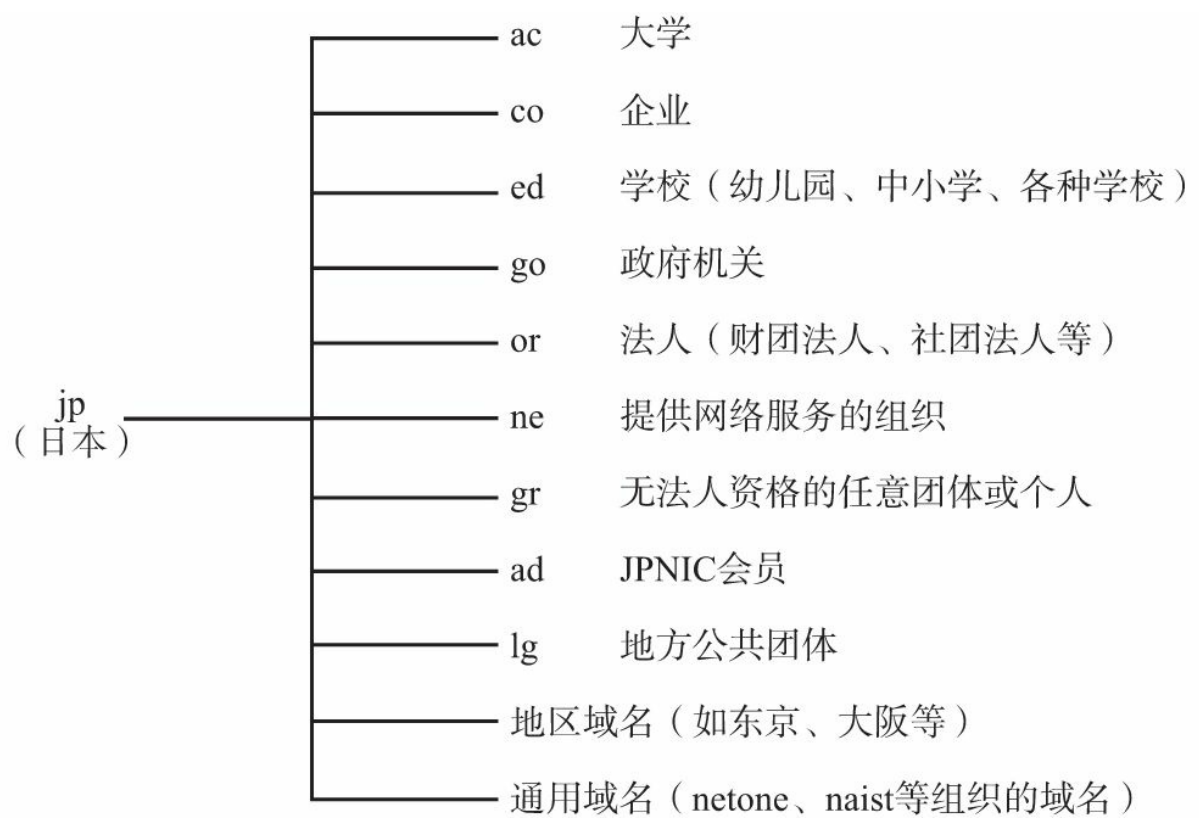 ac 大学
co 企业
ed 学校（幼儿园、中小学、各种学校）
go 政府机关
or 法人（财团法人、社团法人等）
jp
（日本）
ne 提供网络服务的组织
gr 无法人资格的任意团体或个人
ad JPNIC会员
lg 地方公共团体
地区域名（如东京、大阪等）
通用域名（netone、naist等组织的域名）